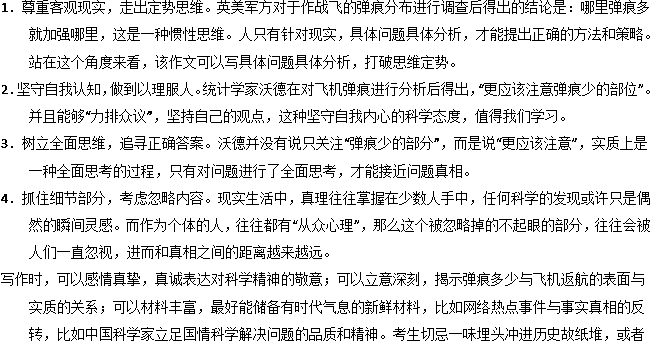 1．尊重客观现实，走出定势思维。英美军方对于作战飞的弹痕分布进行调查后得出的结论是：哪里弹痕多
就加强哪里，这是一种惯性思维。人只有针对现实，具体问题具体分析，才能提出正确的方法和策略。
站在这个角度来看，该作文可以写具体问题具体分析，打破思维定势。
2．坚守自我认知，做到以理服人。统计学家沃德在对飞机弹痕进行分析后得出，“更应该注意弹痕少的部位”。
并且能够“力排众议”，坚持自己的观点，这种坚守自我内心的科学态度，值得我们学习。
3．树立全面思维，追寻正确答案。沃德并没有说只关注“弹痕少的部分”，而是说“更应该注意”，实质上是
一种全面思考的过程，只有对问题进行了全面思考，才能接近问题真相。
4．抓住细节部分，考虑忽略内容。现实生活中，真理往往掌握在少数人手中，任何科学的发现或许只是偶
然的瞬间灵感。而作为个体的人，往往都有“从众心理”，那么这个被忽略掉的不起眼的部分，往往会被
人们一直忽视，进而和真相之间的距离越来越远。
写作时，可以感情真挚，真诚表达对科学精神的敬意；可以立意深刻，揭示弹痕多少与飞机返航的表面与
实质的关系；可以材料丰富，最好能储备有时代气息的新鲜材料，比如网络热点事件与事实真相的反
转，比如中国科学家立足国情科学解决问题的品质和精神。考生切忌一味埋头冲进历史故纸堆，或者